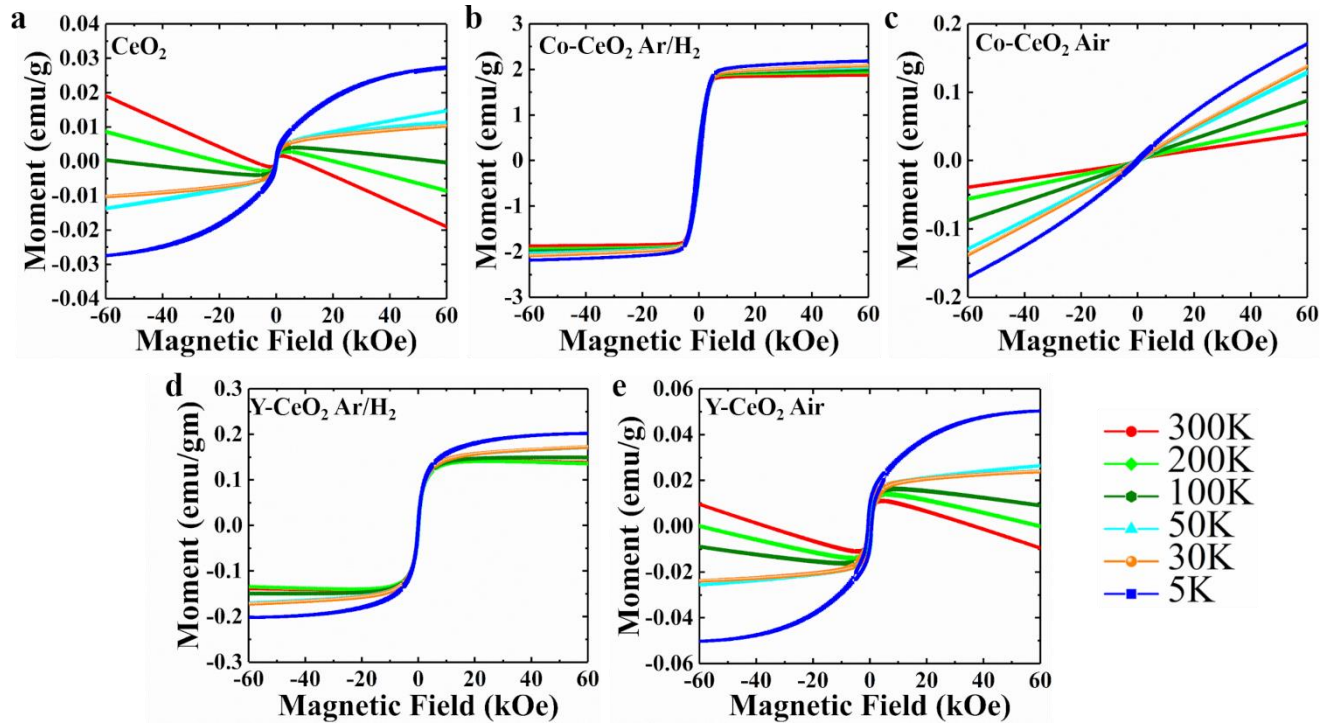 a
CeO2
0.04
0.03
0.02
0.01
0.00
-0.01
-0.02
-0.03
-0.04
Moment (emu/g)
-60 -40 -20 0 20 40 60
Magnetic Field (kOe)
b
Co-CeO2 Ar/H2
3
2
1
0
-1
-2
-3
Moment (emu/g)
-60 -40 -20 0 20 40 60
Magnetic Field (kOe)
c
Co-CeO2 Air
0.2
0.1
0.0
-0.1
-0.2
Moment (emu/g)
-60 -40 -20 0 20 40 60
Magnetic Field (kOe)
d
Y-CeO2 Ar/H2
0.3
0.2
0.1
0.0
-0.1
-0.2
-0.3
Moment (emu/gm)
-60 -40 -20 0 20 40 60
Magnetic Field (kOe)
e
Y-CeO2 Air
0.06
0.04
0.02
0.00
-0.02
-0.04
-0.06
Moment (emu/g)
-60 -40 -20 0 20 40 60
Magnetic Field (kOe)
300K
200K
100K
50K
30K
5K